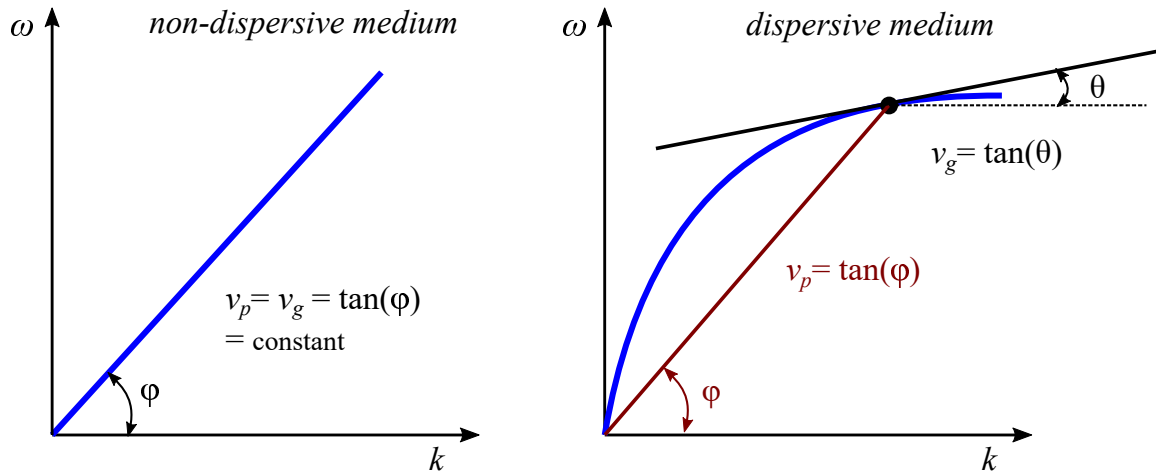 ω
non-dispersive medium
v_p= v_g = tan(φ)
= constant
φ
k
ω
dispersive medium
θ
v_g= tan(θ)
v_p= tan(φ)
φ
k